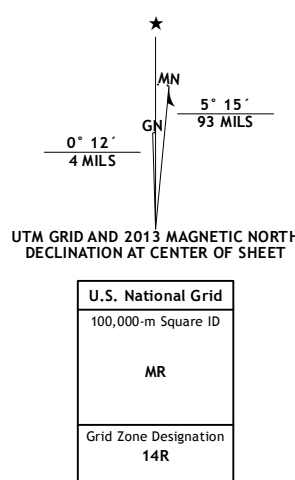 MN
GN
5° 15´
93 MILS
0° 12´
4 MILS
UTM GRID AND 2013 MAGNETIC NORTH
DECLINATION AT CENTER OF SHEET
U.S. National Grid
100,000-m Square ID
MR
Grid Zone Designation
14R